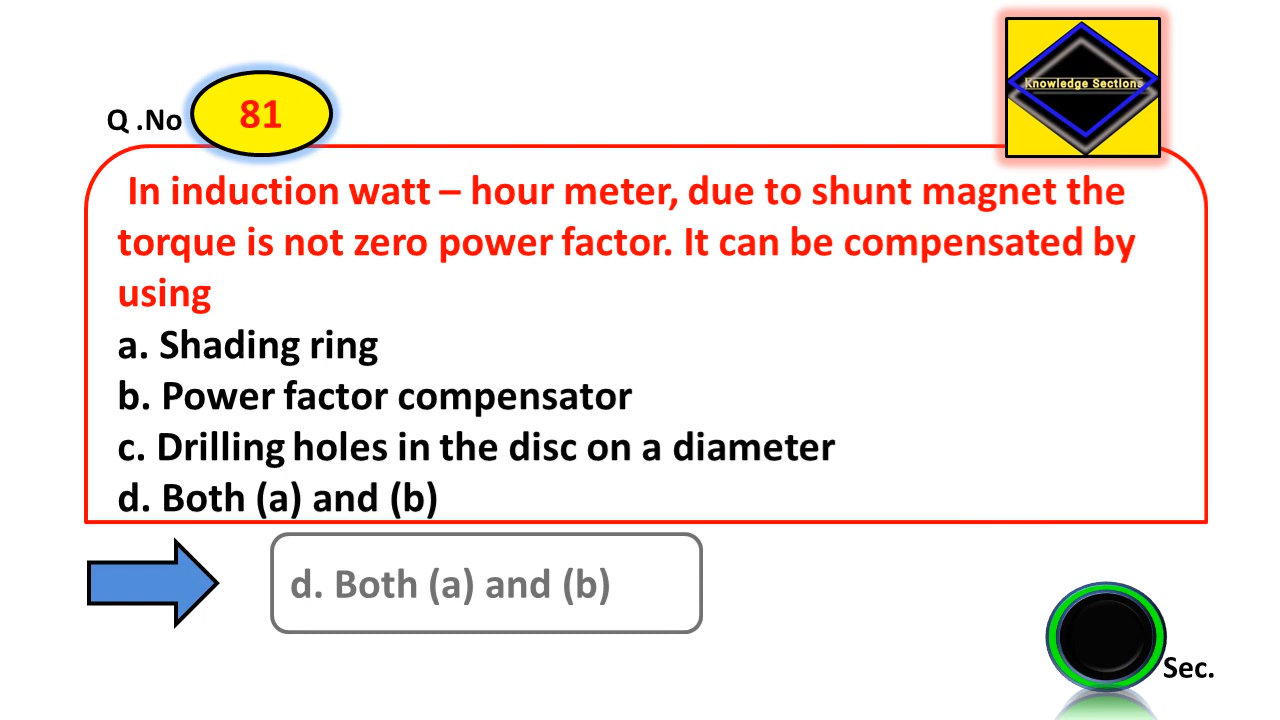 Knowledge Sections
Q .No 81
In induction watt – hour meter, due to shunt magnet the
torque is not zero power factor. It can be compensated by
using
a. Shading ring
b. Power factor compensator
c. Drilling holes in the disc on a diameter
d. Both (a) and (b)
d. Both (a) and (b)
Sec.